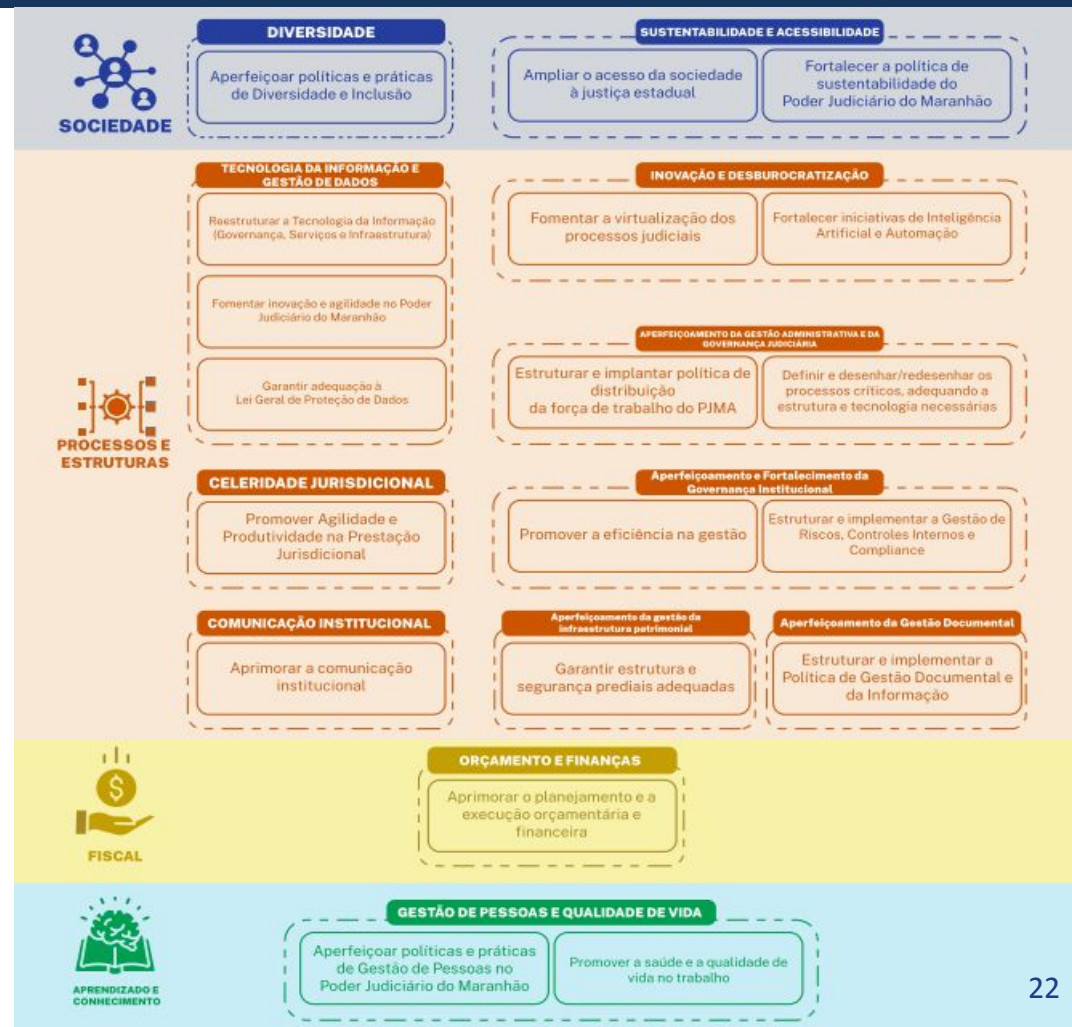 SOCIEDADE
DIVERSIDADE
Aperfeiçoar políticas e práticas
de Diversidade e Inclusão
SUSTENTABILIDADE E ACESSIBILIDADE
Ampliar o acesso da sociedade
à justiça estadual
Fortalecer a política de
sustentabilidade do
Poder Judiciário do Maranhão
PROCESSOS E
ESTRUTURAS
TECNOLOGIA DA INFORMAÇÃO E
GESTÃO DE DADOS
Reestruturar a Tecnologia da Informação
(Governança, Serviços e Infraestrutura)
Fomentar inovação e agilidade no Poder
Judiciário do Maranhão
Garantir adequação à
Lei Geral de Proteção de Dados
INOVAÇÃO E DESBUROCRATIZAÇÃO
Fomentar a virtualização dos
processos judiciais
Fortalecer iniciativas de Inteligência
Artificial e Automação
APERFEIÇOAMENTO DA GESTÃO ADMINISTRATIVA E DA
GOVERNANÇA JUDICIÁRIA
Estruturar e implantar política de
distribuição
da força de trabalho do PJMA
Definir e desenhar/redesenhar os
processos críticos, adequando a
estrutura e tecnologia necessárias
CELERIDADE JURISDICIONAL
Promover Agilidade e
Produtividade na Prestação
Jurisdicional
Aperfeiçoamento e Fortalecimento da
Governança Institucional
Promover a eficiência na gestão
Estruturar e implementar a Gestão de
Riscos, Controles Internos e
Compliance
COMUNICAÇÃO INSTITUCIONAL
Aprimorar a comunicação
institucional
Aperfeiçoamento da gestão da
infraestrutura patrimonial
Garantir estrutura e
segurança prediais adequadas
Aperfeiçoamento da Gestão Documental
Estruturar e implementar a
Política de Gestão Documental e
da Informação
FISCAL
ORÇAMENTO E FINANÇAS
Aprimorar o planejamento e a
execução orçamentária e
financeira
APRENDIZADO E
CONHECIMENTO
GESTÃO DE PESSOAS E QUALIDADE DE VIDA
Aperfeiçoar políticas e práticas
de Gestão de Pessoas no
Poder Judiciário do Maranhão
Promover a saúde e a qualidade de
vida no trabalho
22